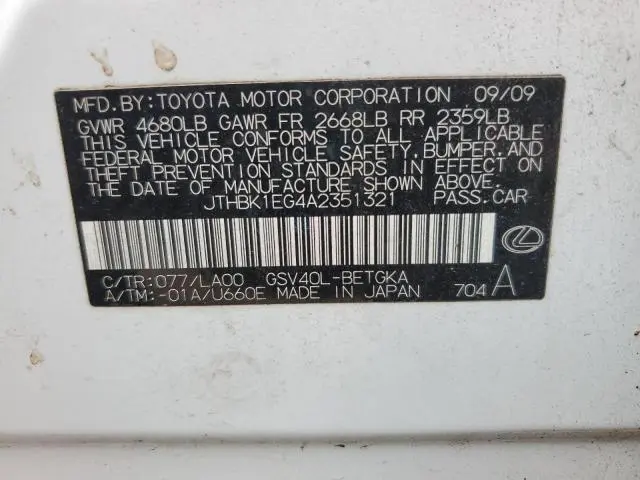 MFD. BY: TOYOTA MOTOR CORPORATION 09/09
GVWR 4680LB GAWR FR 2668LB RR 2359LB
THIS VEHICLE CONFORMS TO ALL APPLICABLE
FEDERAL MOTOR VEHICLE SAFETY, BUMPER, AND
THEFT PREVENTION STANDARDS IN EFFECT ON
THE DATE OF MANUFACTURE SHOWN ABOVE.
JTHBK1EG4A2351321 PASS. CAR
C/TR: 077/LA00 GSV40L-BETGKA
A/TM: -01A/U660E MADE IN JAPAN 704 A